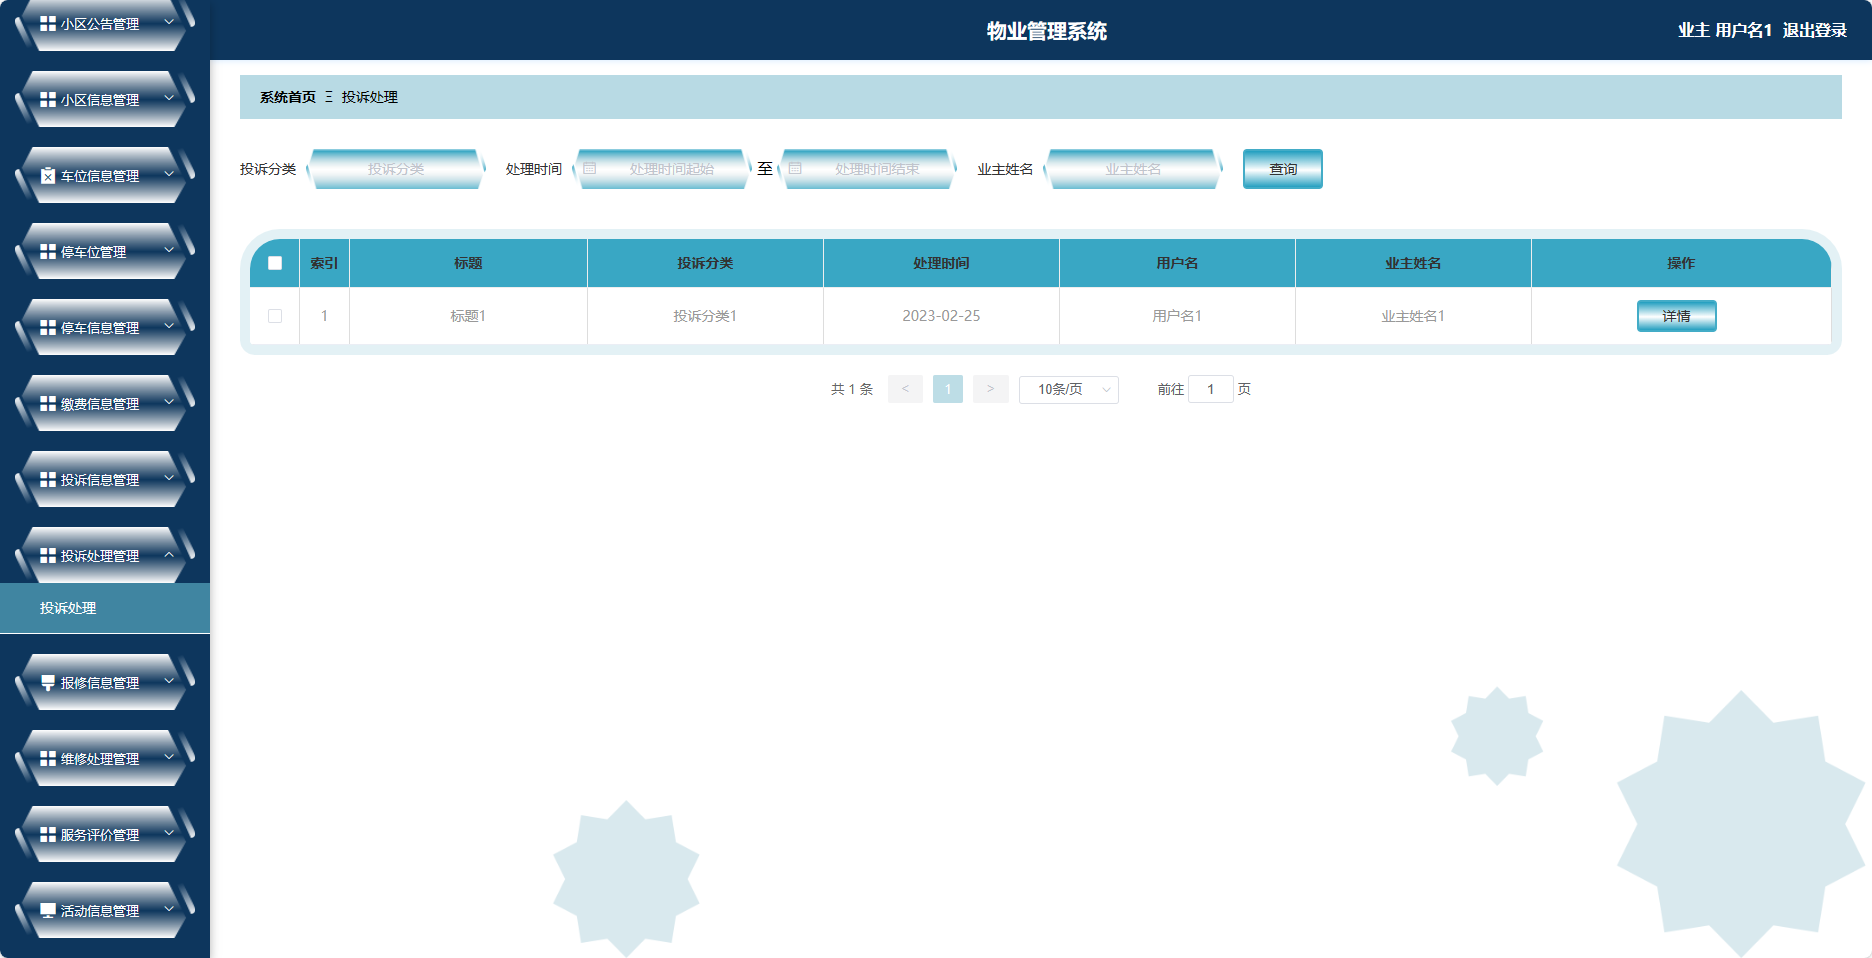 物业管理系统
业主 用户名1 退出登录
小区公告管理
小区信息管理
车位信息管理
停车位管理
停车信息管理
缴费信息管理
投诉信息管理
投诉处理管理
投诉处理
报修信息管理
维修处理管理
服务评价管理
活动信息管理
系统首页 Ξ 投诉处理
投诉分类 投诉分类 处理时间 处理时间起始 至 处理时间结束 业主姓名 业主姓名 查询
索引 标题 投诉分类 处理时间 用户名 业主姓名 操作
1 标题1 投诉分类1 2023-02-25 用户名1 业主姓名1 详情
共 1 条 < 1 > 10条/页 前往 1 页